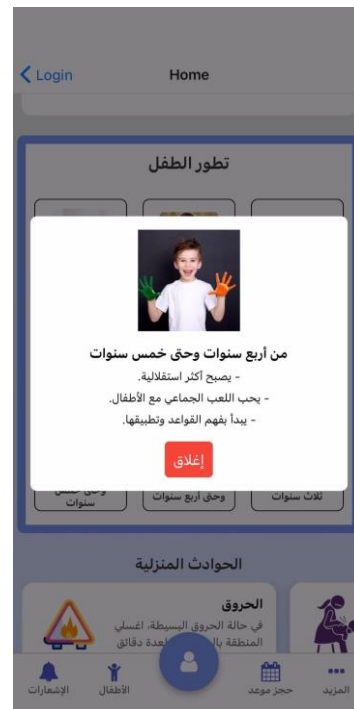 Login
Home
تطور الطفل
من أربع سنوات وحتى خمس سنوات
- يصبح أكثر استقلالية.
- يحب اللعب الجماعي مع الأطفال.
- يبدأ بفهم القواعد وتطبيقها.
إغلاق
ثلاث سنوات
وحتى أربع سنوات
وحتى خمس
سنوات
الحوادث المنزلية
الحروق
في حالة الحروق البسيطة، اغسلي
المنطقة
لعدة دقائق
المزيد
حجز موعد
الأطفال
الإشعارات